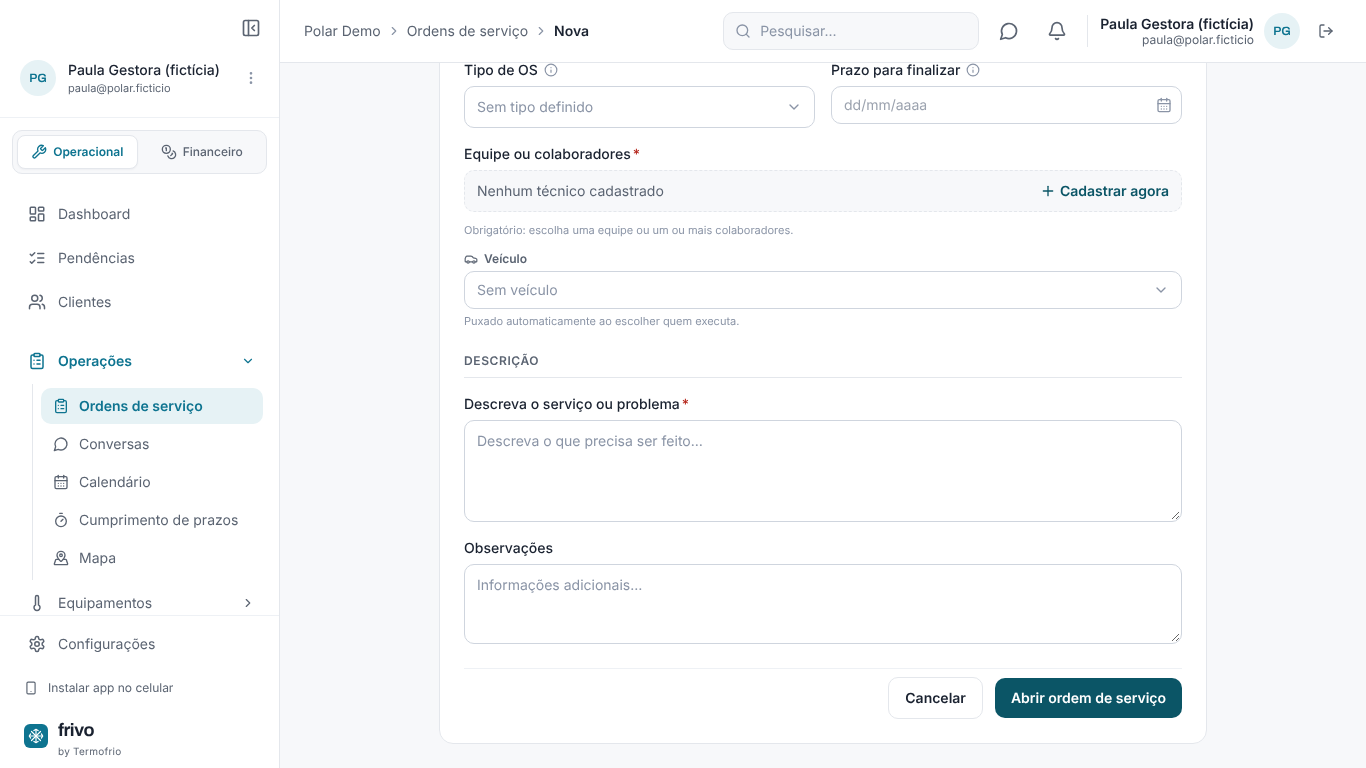 Polar Demo > Ordens de serviço > Nova
Pesquisar...
Paula Gestora (fictícia)
paula@polar.ficticio
PG
PG
Paula Gestora (fictícia)
paula@polar.ficticio
Operacional
Financeiro
Dashboard
Pendências
Clientes
Operações
Ordens de serviço
Conversas
Calendário
Cumprimento de prazos
Mapa
Equipamentos
Configurações
Instalar app no celular
frivo
by Termofrio
Tipo de OS
Sem tipo definido
Prazo para finalizar
dd/mm/aaaa
Equipe ou colaboradores*
Nenhum técnico cadastrado
+ Cadastrar agora
Obrigatório: escolha uma equipe ou um ou mais colaboradores.
Veículo
Sem veículo
Puxado automaticamente ao escolher quem executa.
DESCRIÇÃO
Descreva o serviço ou problema*
Descreva o que precisa ser feito...
Observações
Informações adicionais...
Cancelar
Abrir ordem de serviço